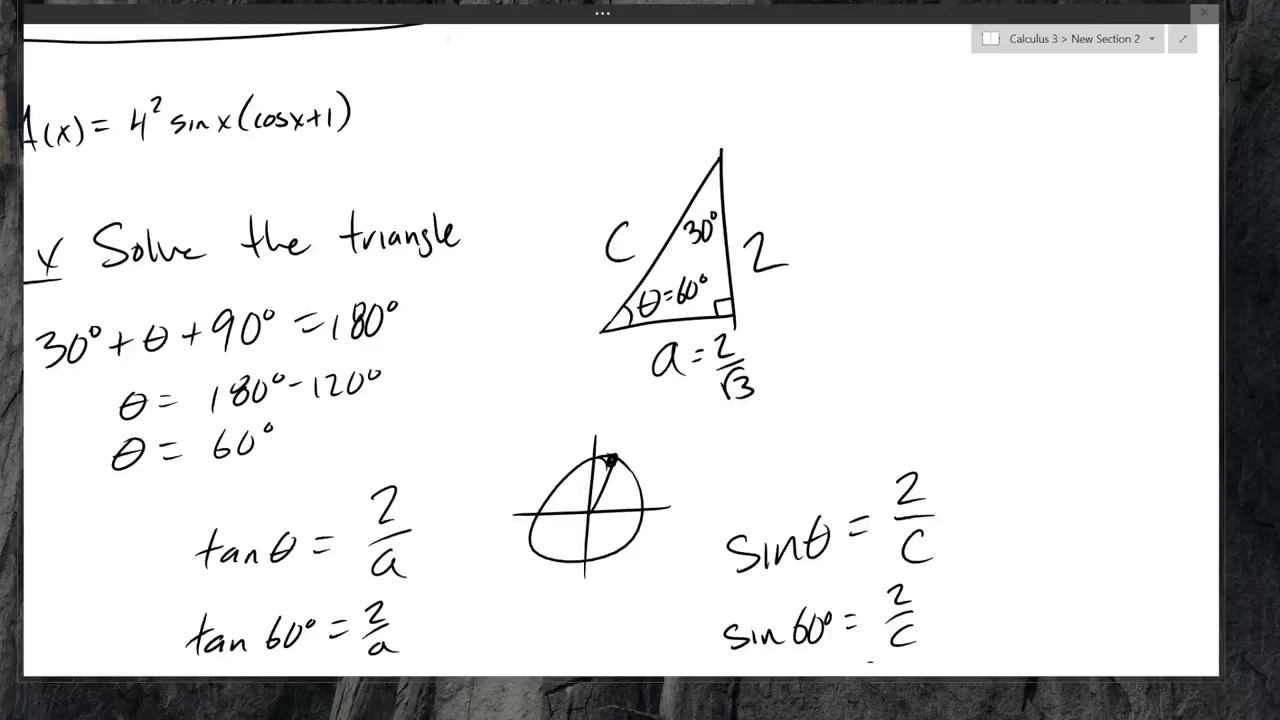 Calculus 3 > New Section 2
A(x) = 4² sin x (cos x + 1)
x Solve the triangle
30° + θ + 90° = 180°
θ = 180° - 120°
θ = 60°
C
30°
2
θ = 60°
a = 2/√3
tan θ = 2/a
tan 60° = 2/a
sin θ = 2/C
sin 60° = 2/C